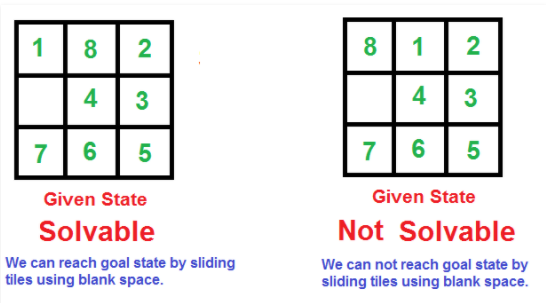 1 8 2
4 3
7 6 5
Given State
Solvable
We can reach goal state by sliding
tiles using blank space.
8 1 2
4 3
7 6 5
Given State
Not Solvable
We can not reach goal state by
sliding tiles using blank space.